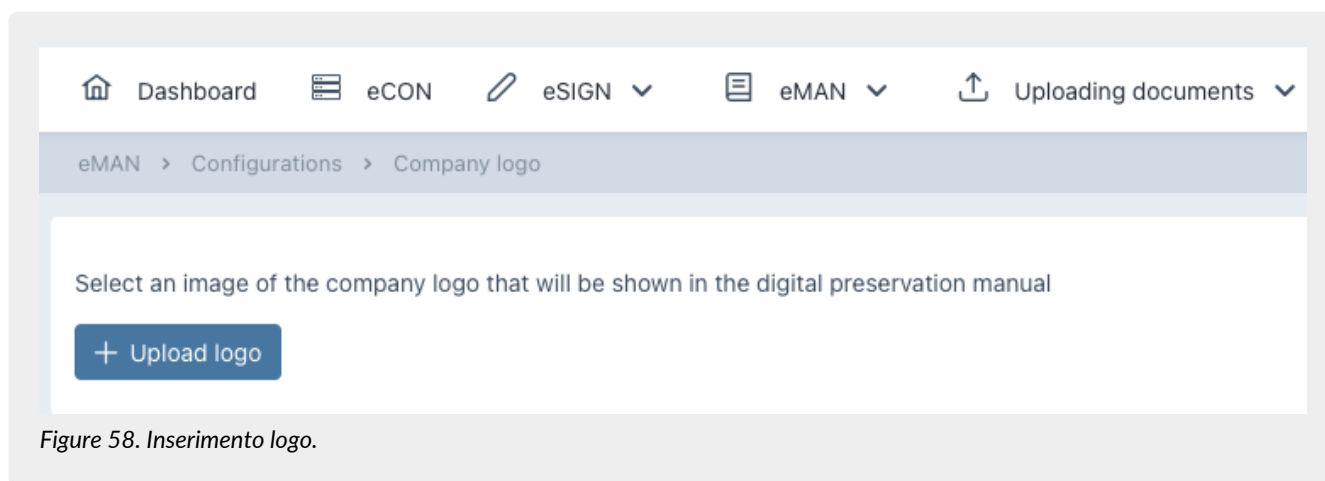 Dashboard eCON eSIGN eMAN Uploading documents
eMAN > Configurations > Company logo
Select an image of the company logo that will be shown in the digital preservation manual
+ Upload logo
Figure 58. Inserimento logo.